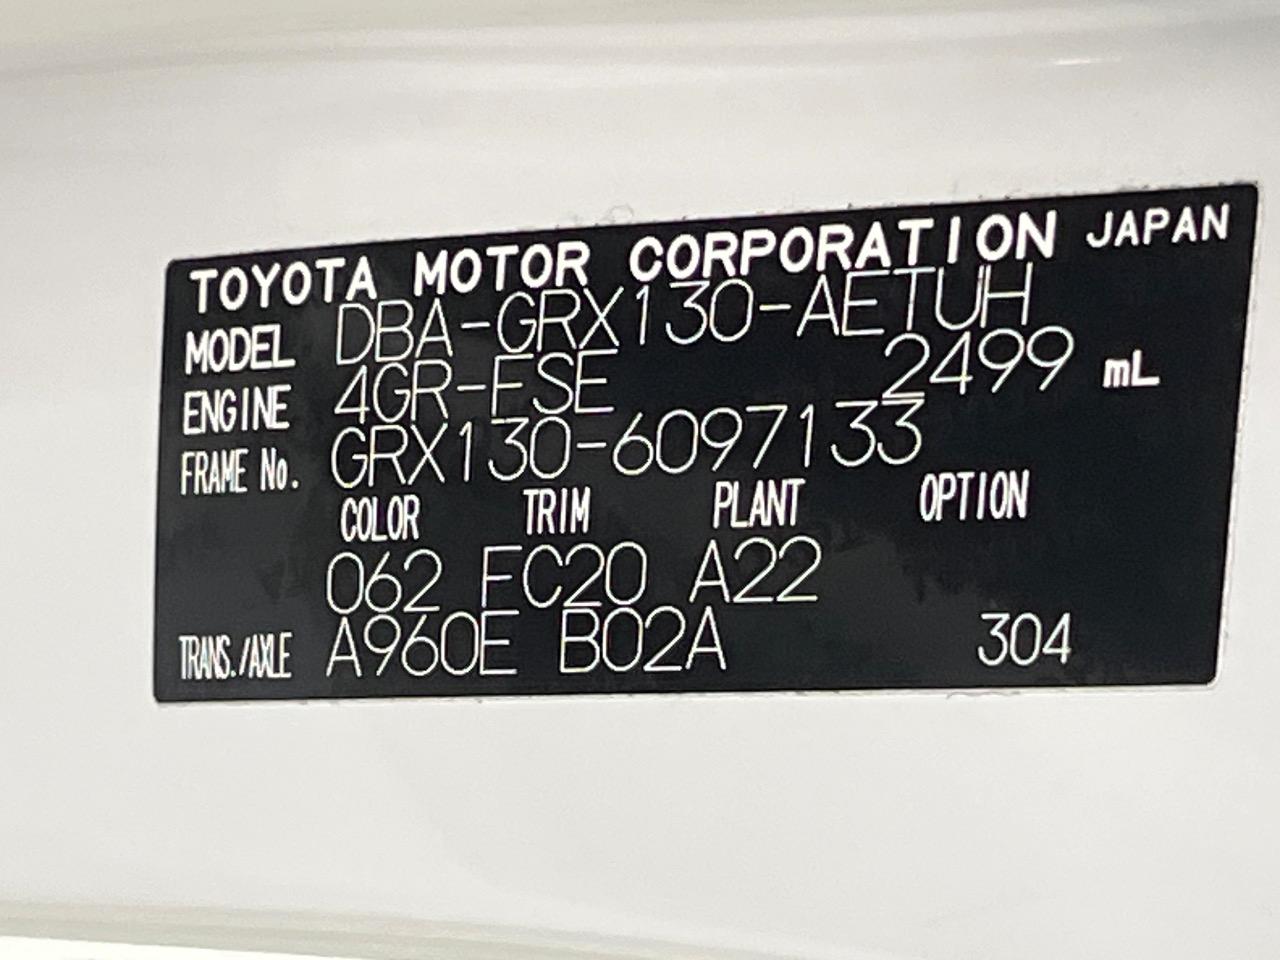 TOYOTA MOTOR CORPORATION JAPAN
MODEL DBA-GRX130-AETUH
ENGINE 4GR-FSE 2499 mL
FRAME No. GRX130-6097133
COLOR TRIM PLANT OPTION
062 FC20 A22
TRANS./AXLE A960E B02A 304